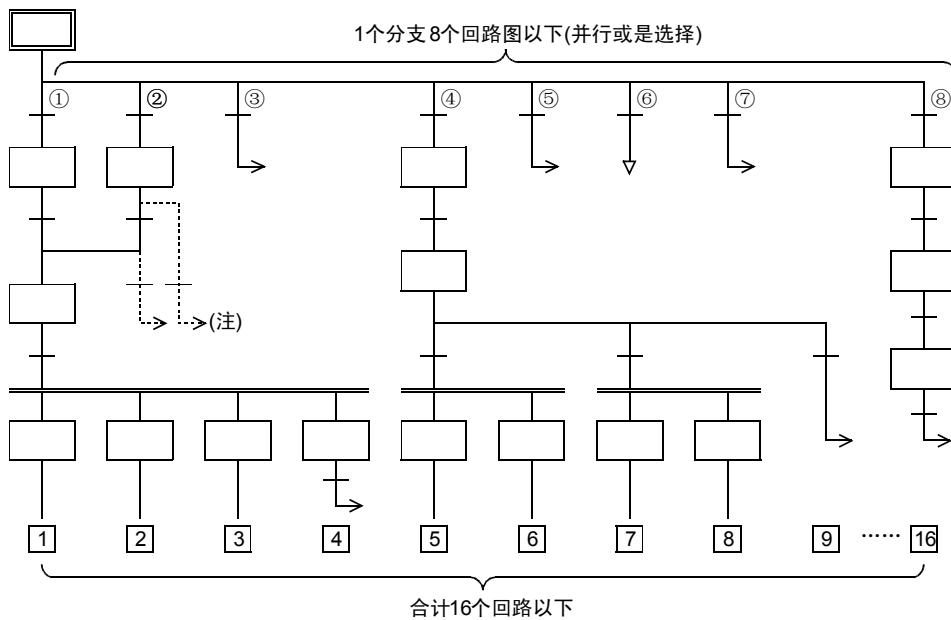 1个分支8个回路图以下(并行或是选择)
① ② ③ ④ ⑤ ⑥ ⑦ ⑧
(注)
1 2 3 4 5 6 7 8 9 …… 16
合计16个回路以下